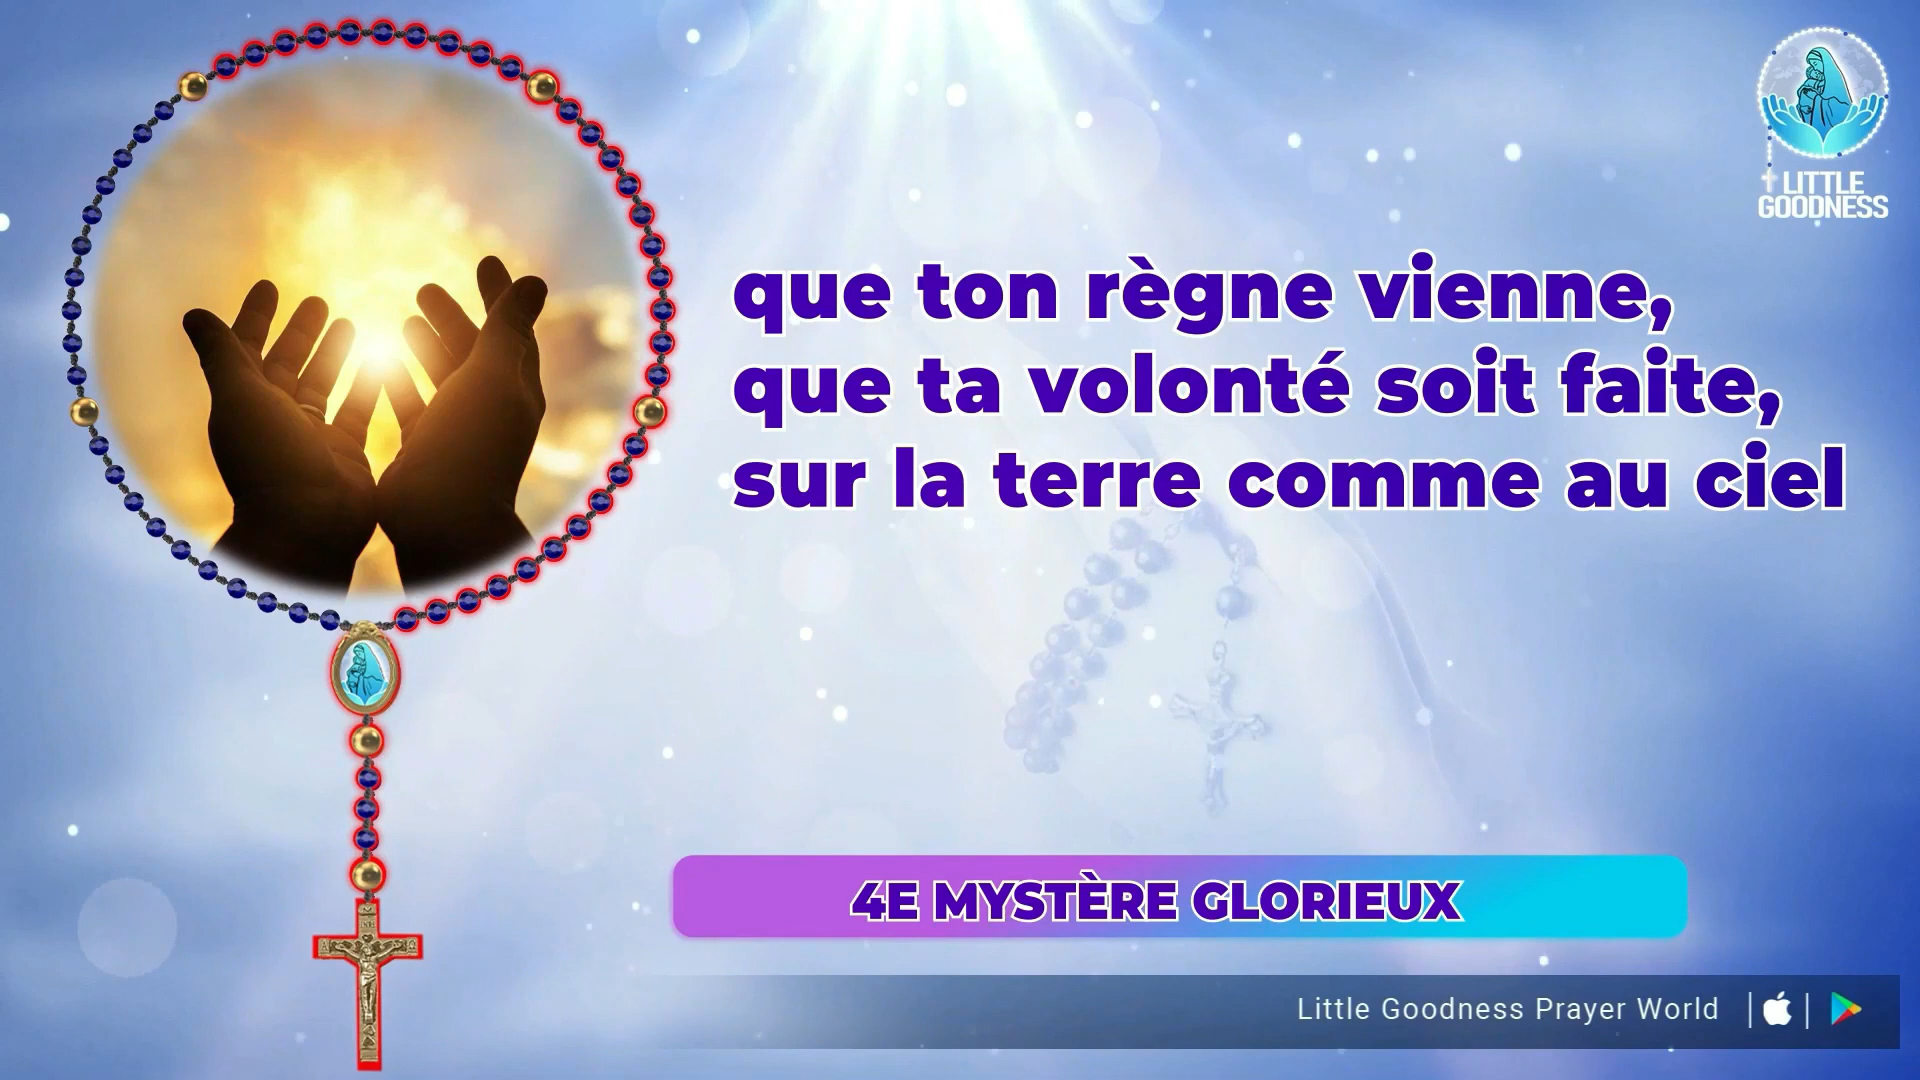 LITTLE
GOODNESS
que ton règne vienne,
que ta volonté soit faite,
sur la terre comme au ciel
4E MYSTÈRE GLORIEUX
Little Goodness Prayer World